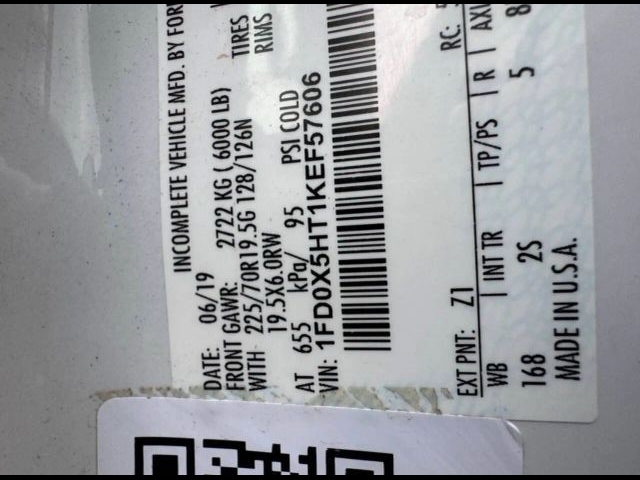 INCOMPLETE VEHICLE MFD. BY FOR
DATE: 06/19
FRONT GAWR: 2722 KG ( 6000 LB)
WITH 225/70R19.5G 128/126N TIRES
19.5X6.0RW RIMS
AT 655 kPa/ 95 PSI COLD
VIN: 1FD0X5HT1KEF57606
EXT PNT: Z1 RC:
WB INT TR TP/PS R AX
168 2S 5 8
MADE IN U.S.A.